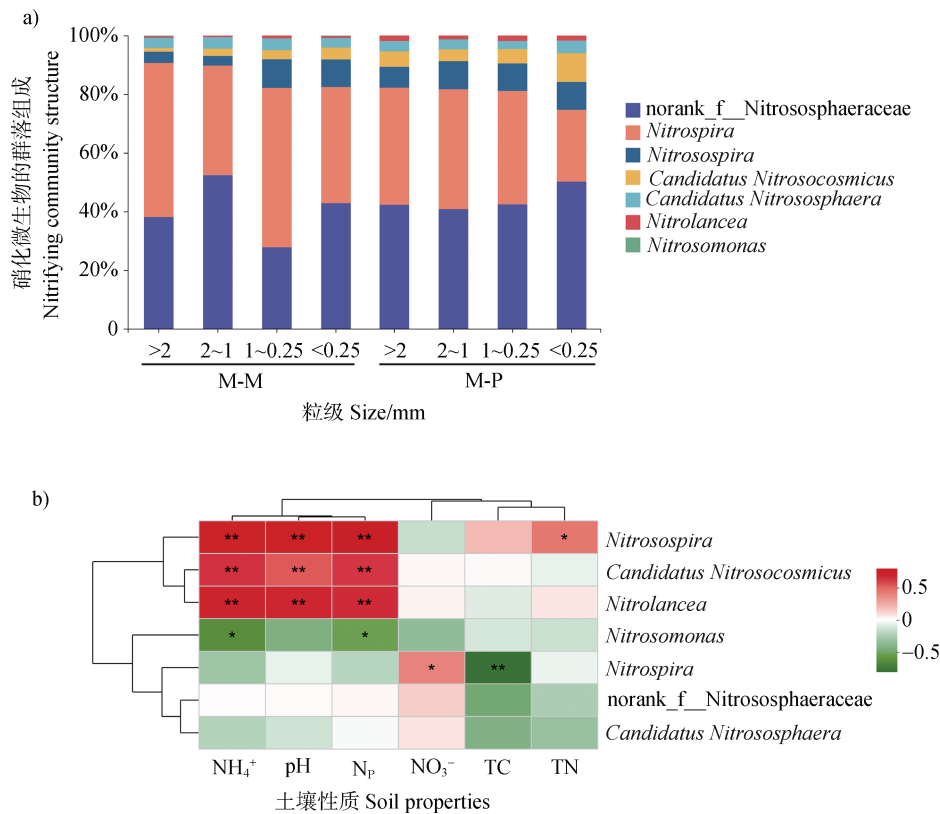 a)
硝化微生物的群落组成
Nitrifying community structure
100%
80%
60%
40%
20%
0
>2 2~1 1~0.25 <0.25 >2 2~1 1~0.25 <0.25
M-M M-P
粒级 Size/mm
norank_f__Nitrososphaeraceae
Nitrospira
Nitrosospira
Candidatus Nitrosocosmicus
Candidatus Nitrososphaera
Nitrolancea
Nitrosomonas
b)
** ** ** * Nitrosospira
** ** ** Candidatus Nitrosocosmicus
** ** ** Nitrolancea
* * Nitrosomonas
* ** Nitrospira
norank_f__Nitrososphaeraceae
Candidatus Nitrososphaera
NH₄⁺ pH Nₚ NO₃⁻ TC TN
土壤性质 Soil properties
0.5
0
−0.5